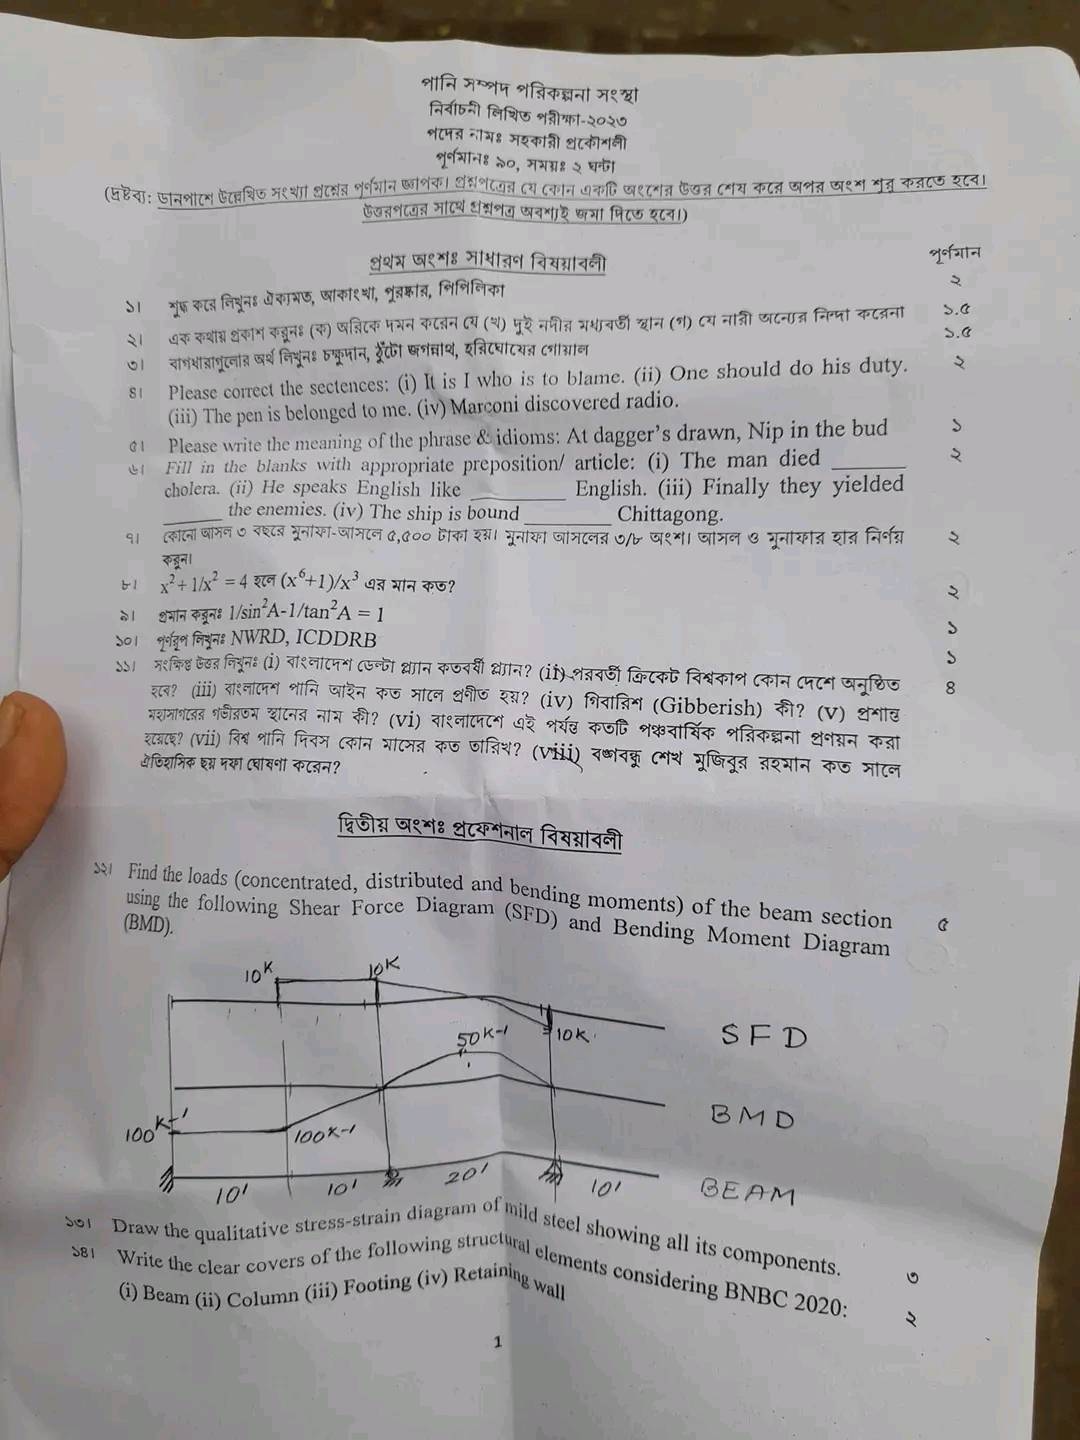 পানি সম্পদ পরিকল্পনা সংস্থা
নির্বাচনী লিখিত পরীক্ষা-২০২৩
পদের নামঃ সহকারী প্রকৌশলী
পূর্ণমানঃ ৯০, সময়ঃ ২ ঘন্টা
(দ্রষ্টব্য: ডানপাশে উল্লেখিত সংখ্যা প্রশ্নের পূর্ণমান জ্ঞাপক। প্রশ্নপত্রের যে কোন একটি অংশের উত্তর শেষ করে অপর অংশ শুরু করতে হবে।
উত্তরপত্রের সাথে প্রশ্নপত্র অবশ্যই জমা দিতে হবে।)
প্রথম অংশঃ সাধারণ বিষয়াবলী পূর্ণমান
১। শুদ্ধ করে লিখুনঃ ঐক্যমত, আকাংখা, পুরষ্কার, পিপিলিকা ২
২। এক কথায় প্রকাশ করুনঃ (ক) অরিকে দমন করেন যে (খ) দুই নদীর মধ্যবর্তী স্থান (গ) যে নারী অন্যের নিন্দা করেনা ১.৫
৩। বাগধারাগুলোর অর্থ লিখুনঃ চক্ষুদান, ঠুঁটো জগন্নাথ, হরিঘোষের গোয়াল ১.৫
৪। Please correct the sectences: (i) It is I who is to blame. (ii) One should do his duty. ২
(iii) The pen is belonged to me. (iv) Marconi discovered radio.
৫। Please write the meaning of the phrase & idioms: At dagger's drawn, Nip in the bud ১
৬। Fill in the blanks with appropriate preposition/ article: (i) The man died _______ ২
cholera. (ii) He speaks English like _________ English. (iii) Finally they yielded
______ the enemies. (iv) The ship is bound ________ Chittagong.
৭। কোনো আসল ৩ বছরে মুনাফা-আসলে ৫,৫০০ টাকা হয়। মুনাফা আসলের ৩/৮ অংশ। আসল ও মুনাফার হার নির্ণয় ২
করুন।
৮। x²+1/x² = 4 হলে (x⁶+1)/x³ এর মান কত? ২
৯। প্রমান করুনঃ 1/sin²A-1/tan²A = 1 ১
১০। পূর্ণরূপ লিখুনঃ NWRD, ICDDRB ১
১১। সংক্ষিপ্ত উত্তর লিখুনঃ (i) বাংলাদেশ ডেল্টা প্ল্যান কতবর্ষী প্ল্যান? (ii) পরবর্তী ক্রিকেট বিশ্বকাপ কোন দেশে অনুষ্ঠিত ৪
হবে? (iii) বাংলাদেশ পানি আইন কত সালে প্রণীত হয়? (iv) গিবারিশ (Gibberish) কী? (V) প্রশান্ত
মহাসাগরের গভীরতম স্থানের নাম কী? (vi) বাংলাদেশে এই পর্যন্ত কতটি পঞ্চবার্ষিক পরিকল্পনা প্রণয়ন করা
হয়েছে? (vii) বিশ্ব পানি দিবস কোন মাসের কত তারিখ? (viii) বঙ্গবন্ধু শেখ মুজিবুর রহমান কত সালে
ঐতিহাসিক ছয় দফা ঘোষণা করেন?
দ্বিতীয় অংশঃ প্রফেশনাল বিষয়াবলী
১২। Find the loads (concentrated, distributed and bending moments) of the beam section ৫
using the following Shear Force Diagram (SFD) and Bending Moment Diagram
(BMD).
10K 10K
10K.
SFD
50K-1
BMD
100K-1
100K-1
10' 10' 20' 10'
BEAM
১৩। Draw the qualitative stress-strain diagram of mild steel showing all its components. ৩
১৪। Write the clear covers of the following structural elements considering BNBC 2020: ২
(i) Beam (ii) Column (iii) Footing (iv) Retaining wall
1